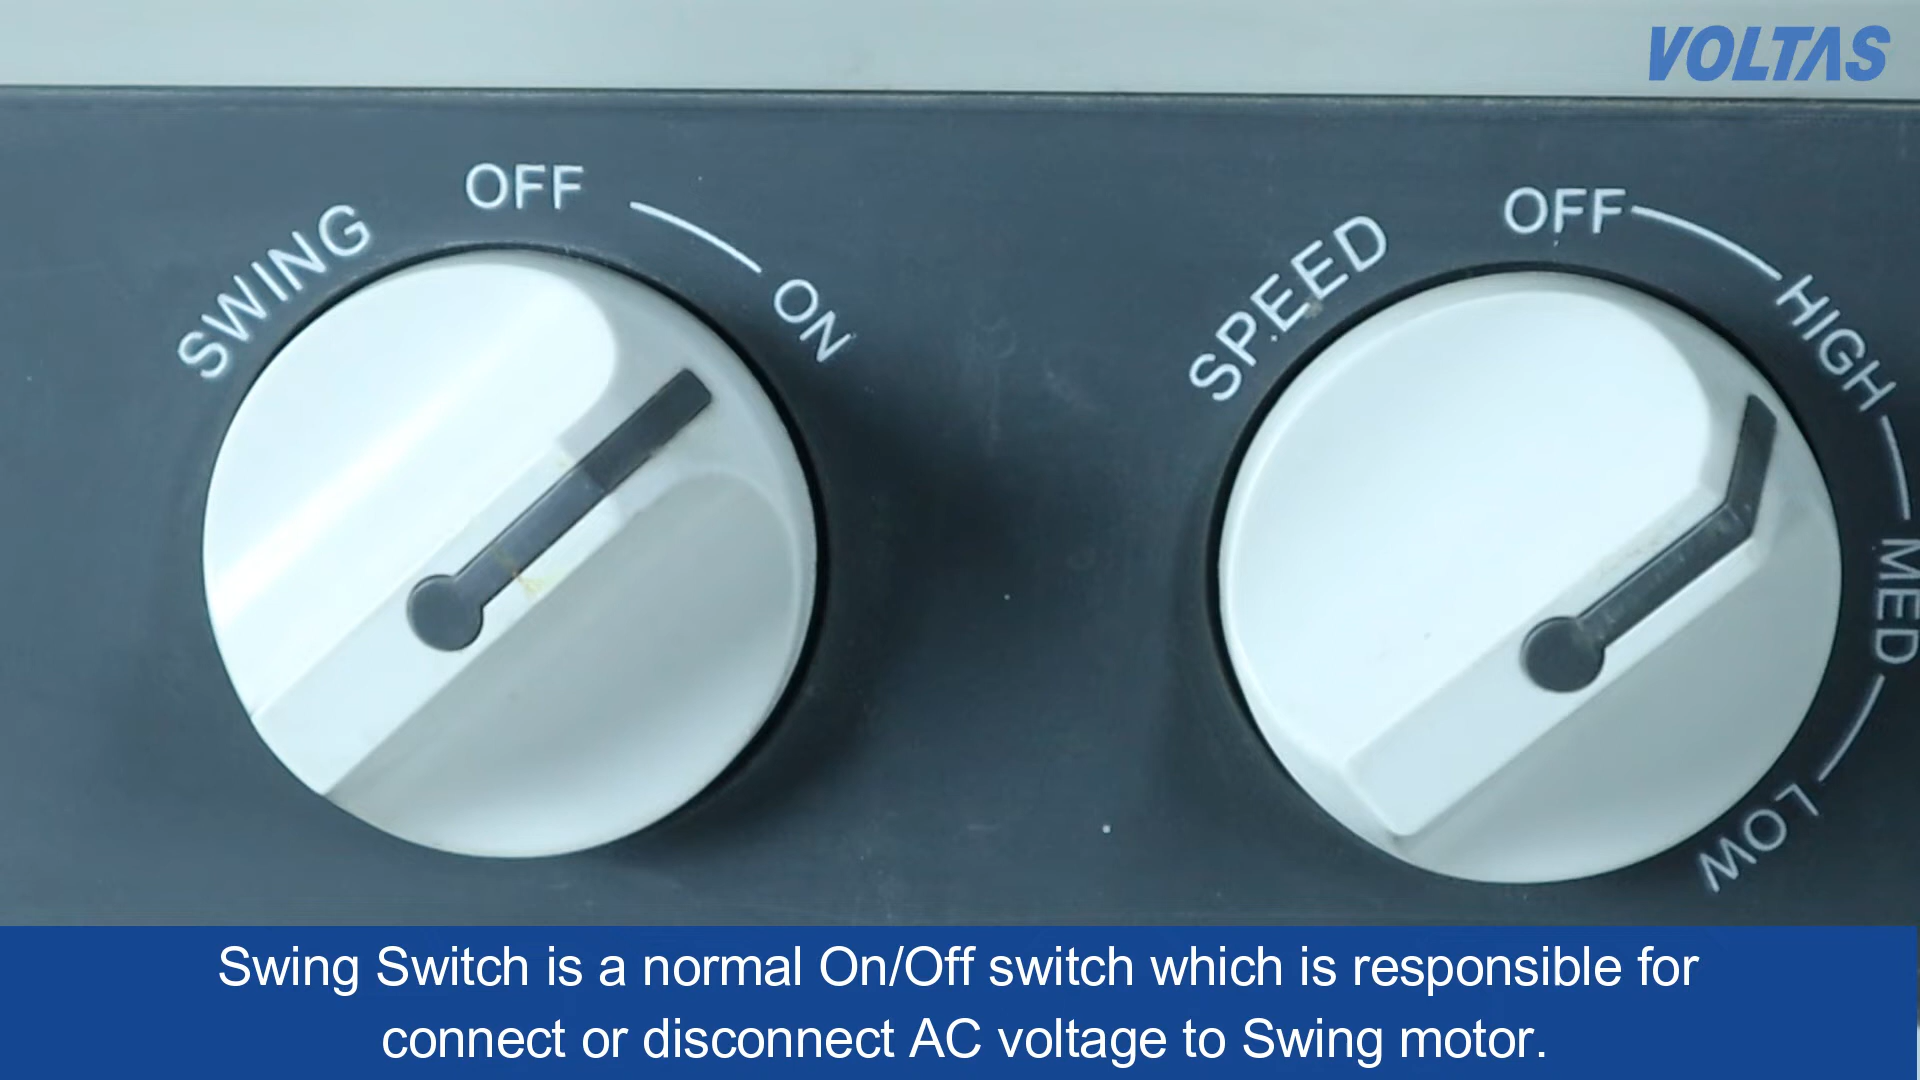 VOLTAS
SWING
OFF
ON
SPEED
OFF
HIGH
MED
LOW
Swing Switch is a normal On/Off switch which is responsible for
connect or disconnect AC voltage to Swing motor.